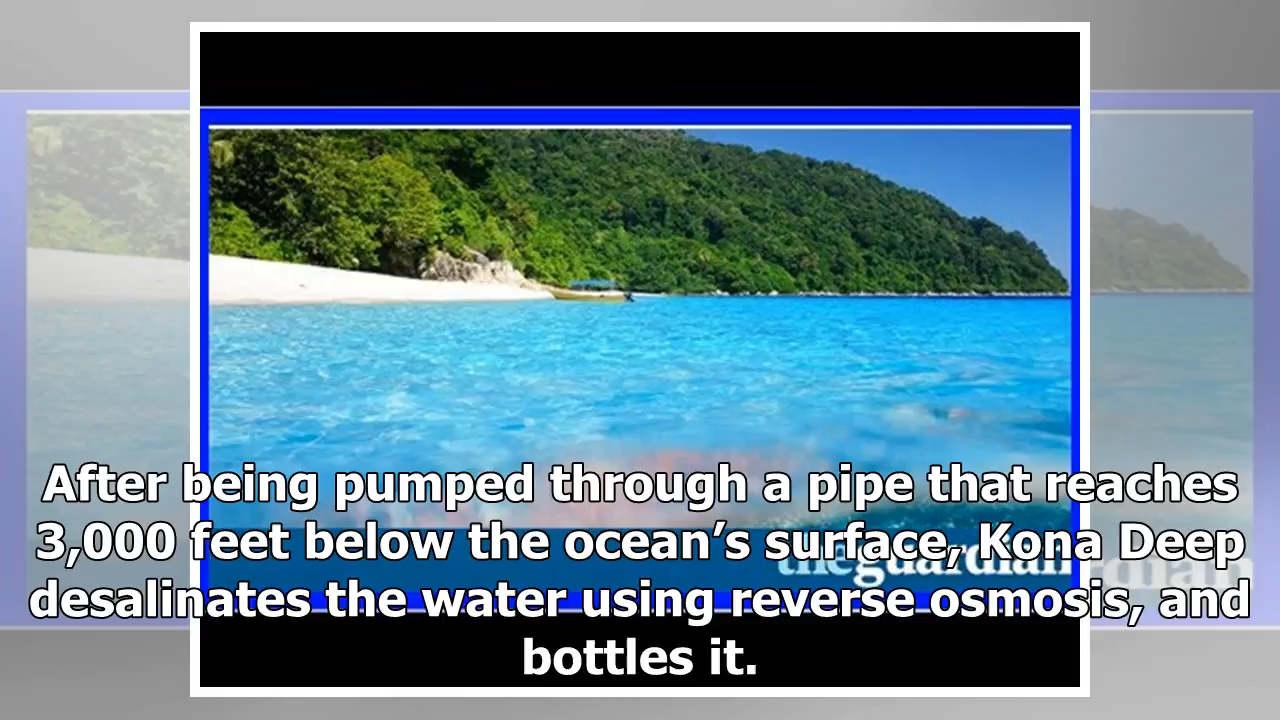 After being pumped through a pipe that reaches
3,000 feet below the ocean’s surface, Kona Deep
theguardian
desalinates the water using reverse osmosis, and
bottles it.